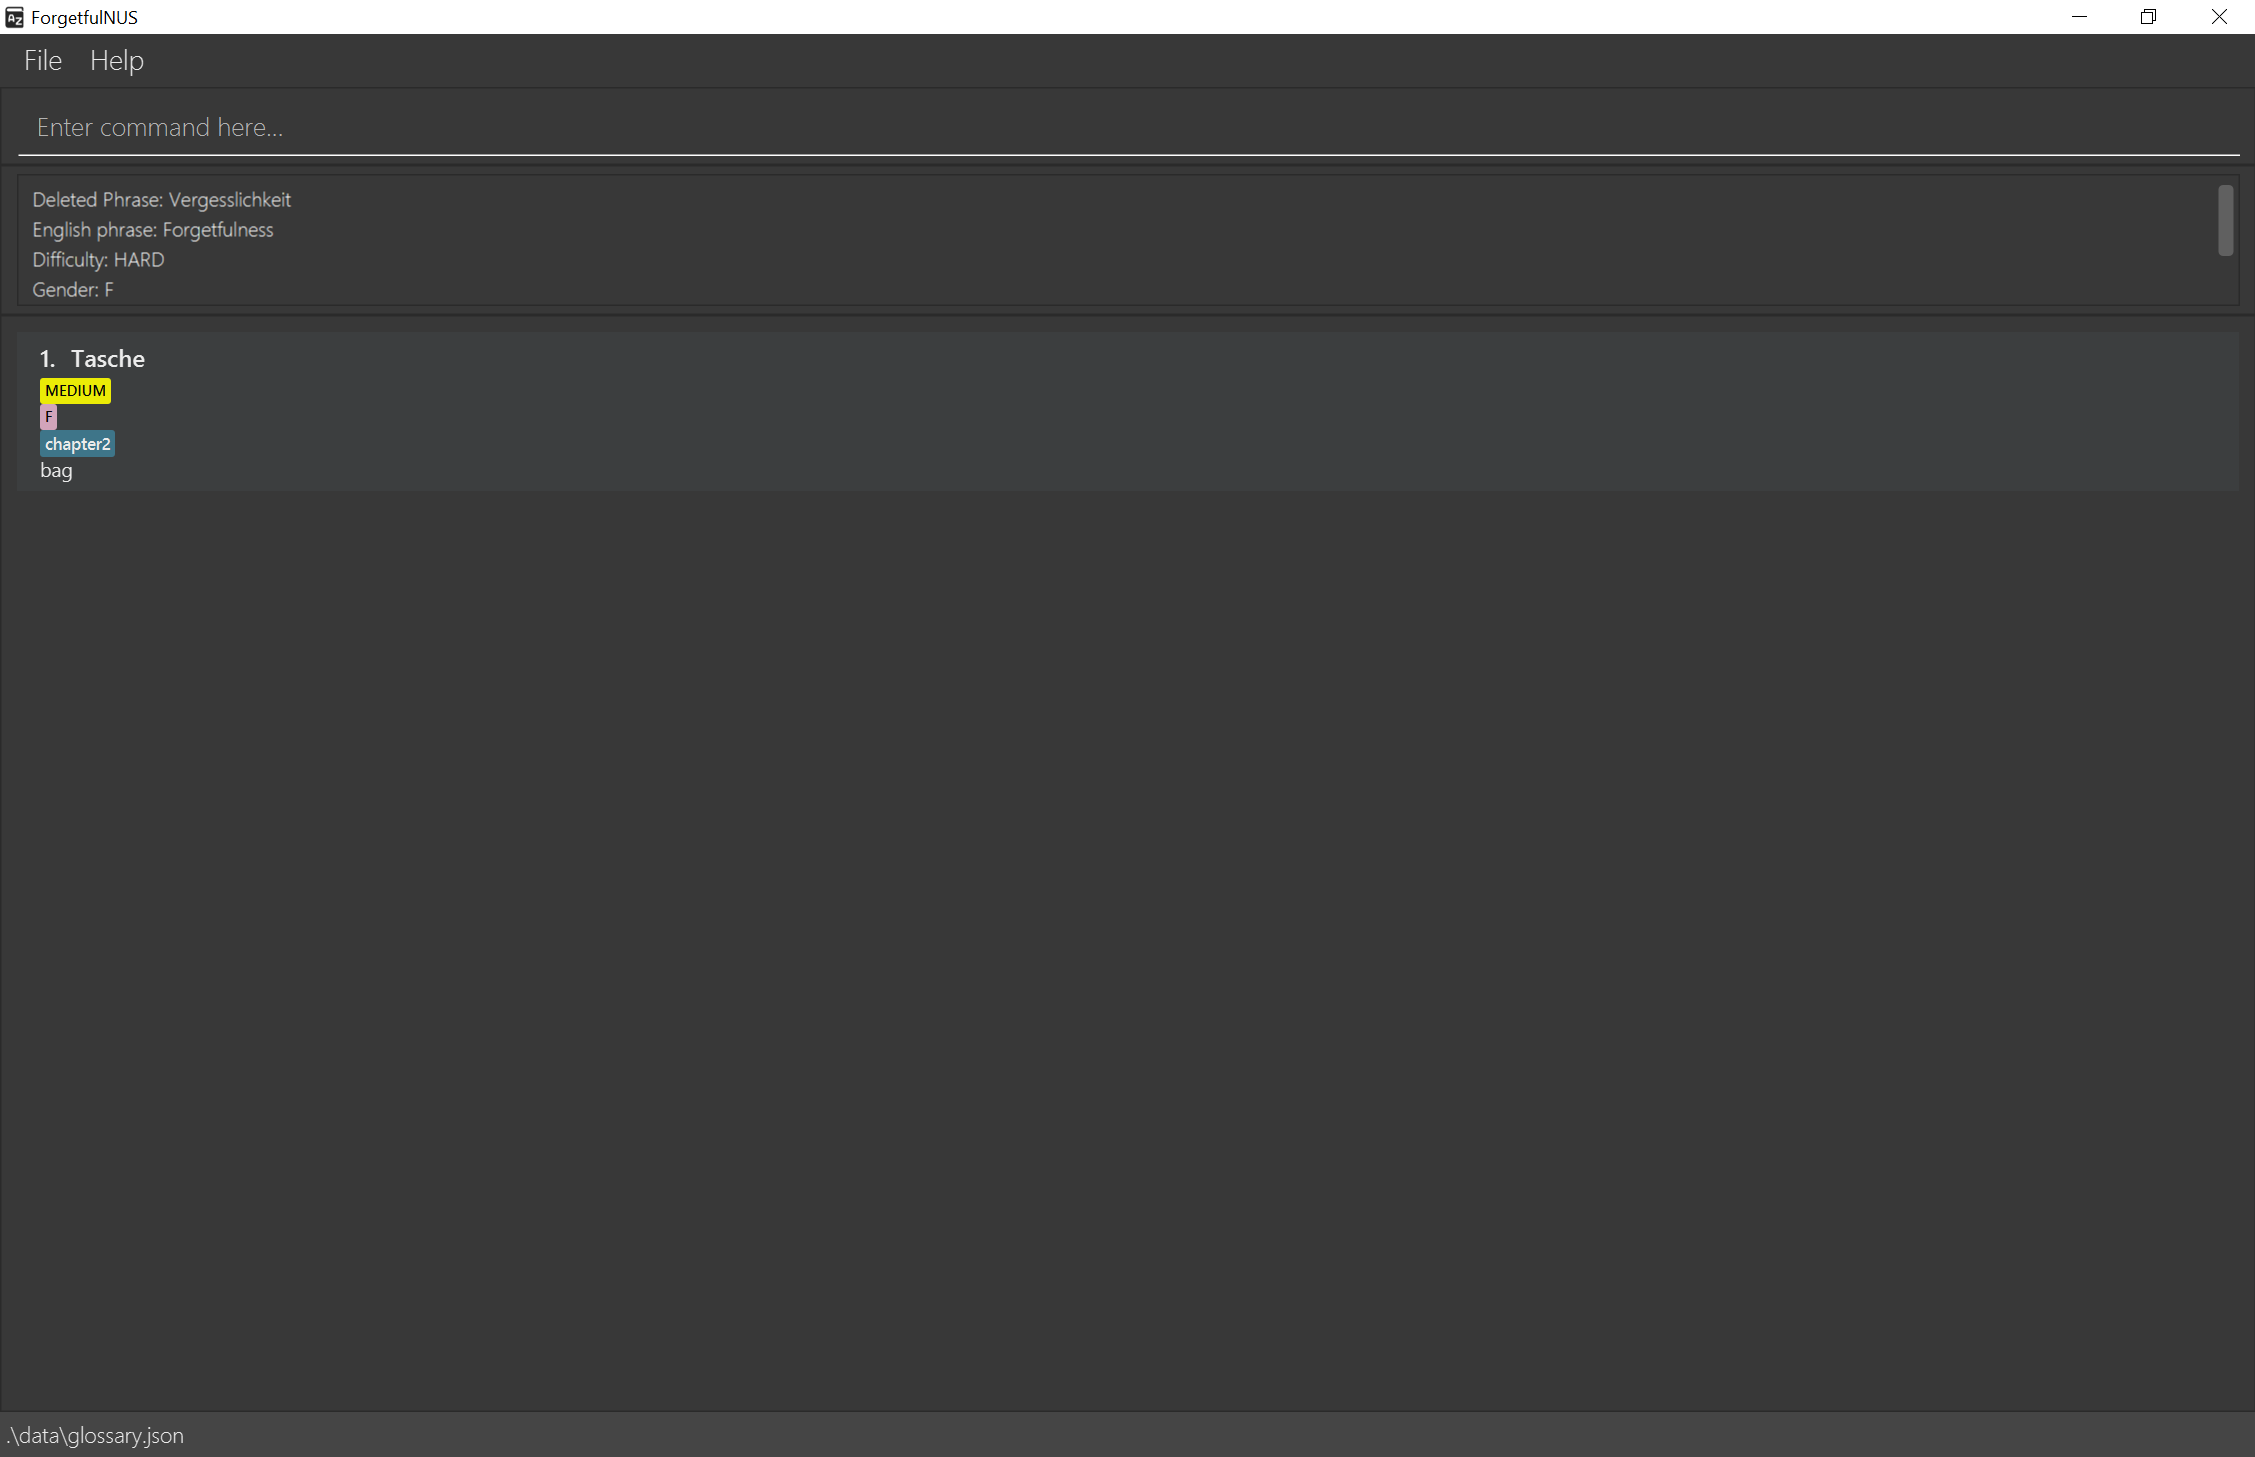 ForgetfulNUS
File Help
Enter command here...
Deleted Phrase: Vergesslichkeit
English phrase: Forgetfulness
Difficulty: HARD
Gender: F
1. Tasche
MEDIUM
F
chapter2
bag
.\data\glossary.json